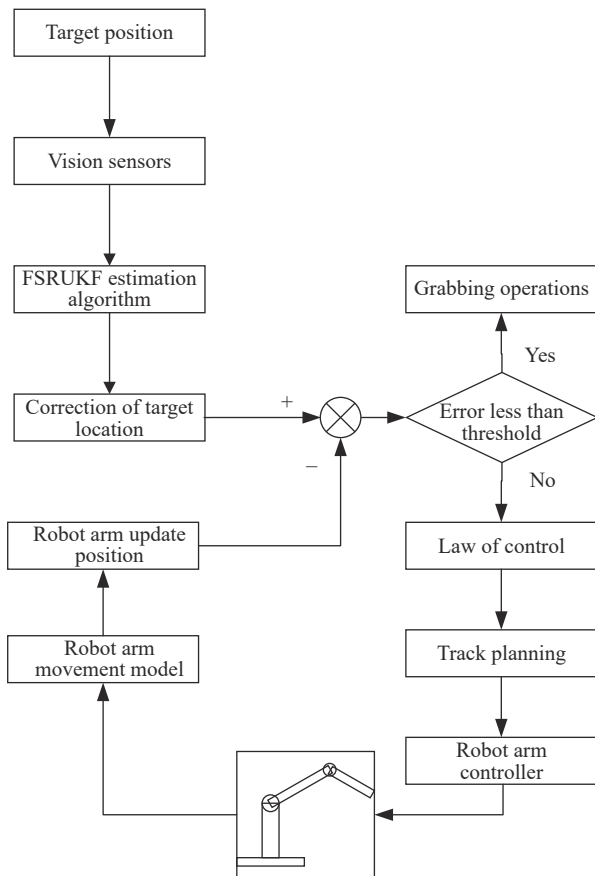 Target position
Vision sensors
FSRUKF estimation
algorithm
Correction of target
location
+
−
Grabbing operations
Yes
Error less than
threshold
No
Law of control
Track planning
Robot arm
controller
Robot arm update
position
Robot arm
movement model